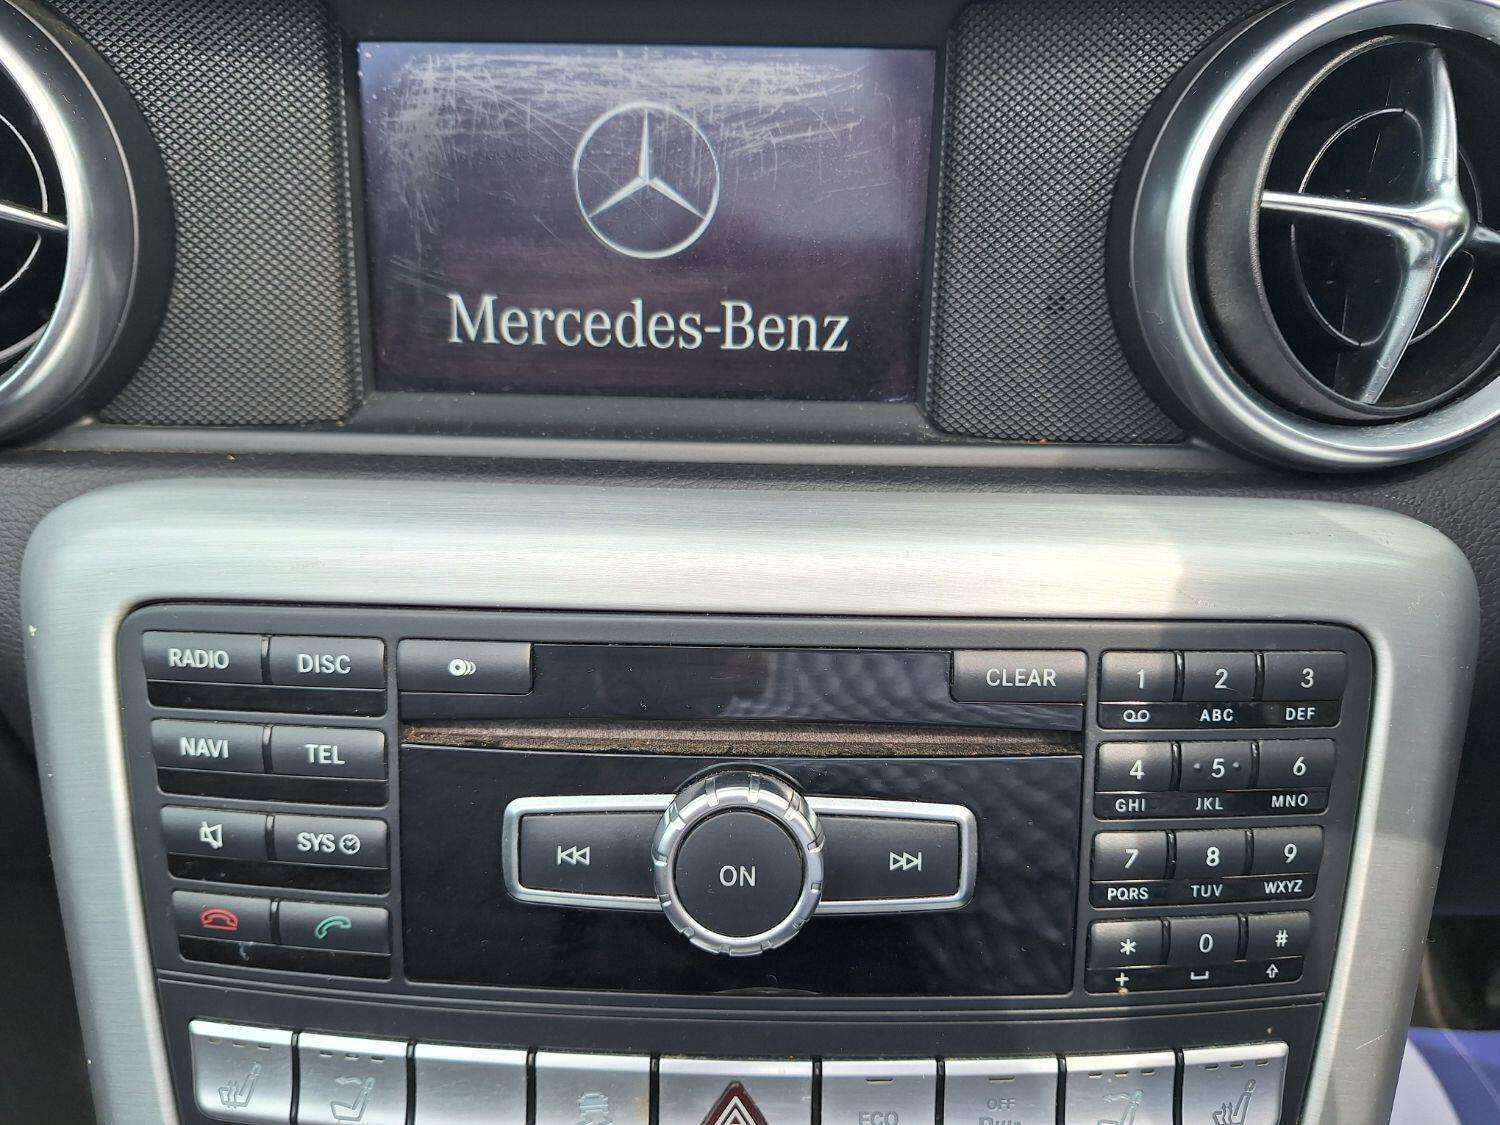 Mercedes-Benz
RADIO DISC
NAVI TEL
SYS
CLEAR
ON
1 2 3
ABC DEF
4 5 6
GHI JKL MNO
7 8 9
PQRS TUV WXYZ
* 0 #
+
ECO
OFF